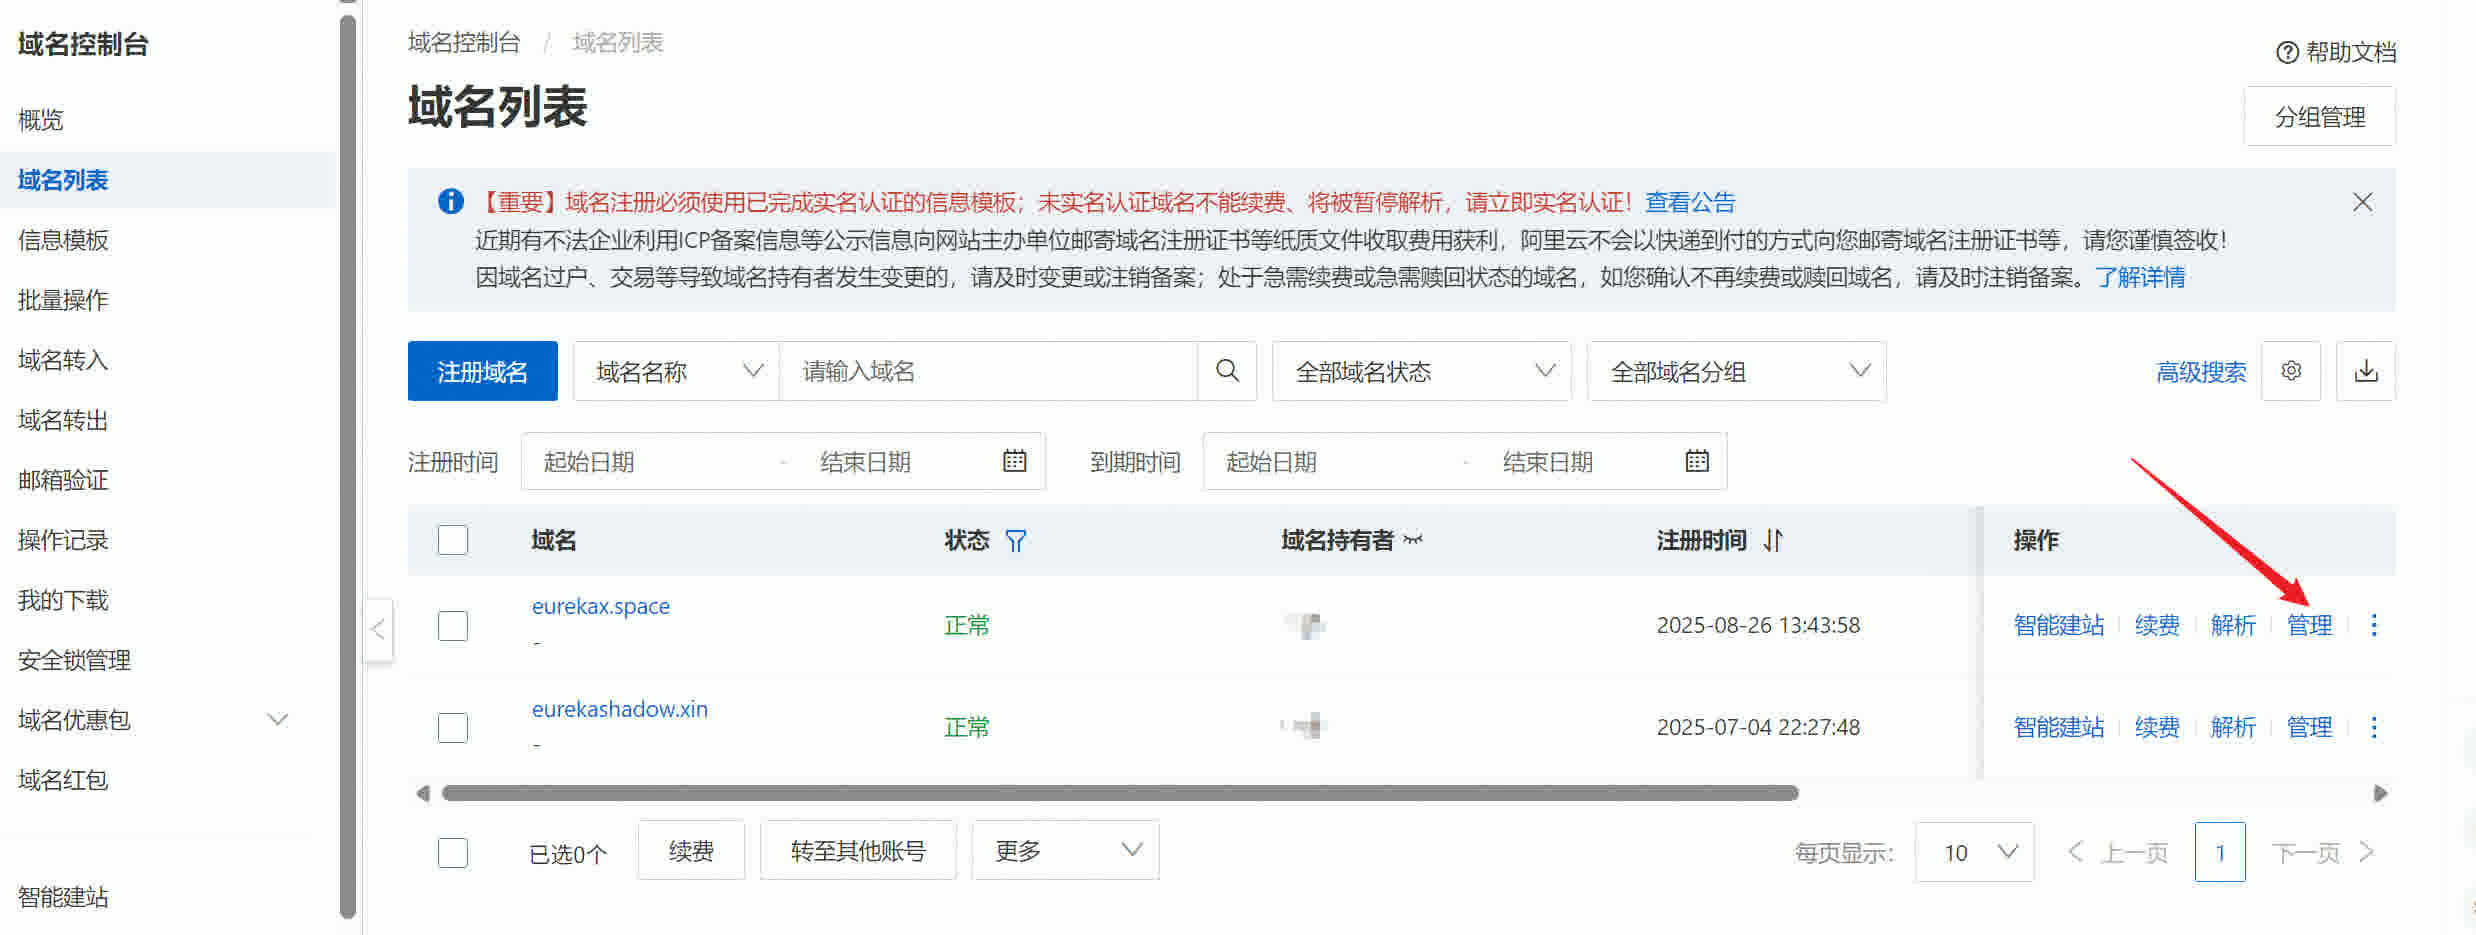 域名控制台
概览
域名列表
信息模板
批量操作
域名转入
域名转出
邮箱验证
操作记录
我的下载
安全锁管理
域名优惠包
域名红包
智能建站
域名控制台 / 域名列表
帮助文档
域名列表
分组管理
【重要】域名注册必须使用已完成实名认证的信息模板；未实名认证域名不能续费、将被暂停解析，请立即实名认证！查看公告
近期有不法企业利用ICP备案信息等公示信息向网站主办单位邮寄域名注册证书等纸质文件收取费用获利，阿里云不会以快递到付的方式向您邮寄域名注册证书等，请您谨慎签收！
因域名过户、交易等导致域名持有者发生变更的，请及时变更或注销备案；处于急需续费或急需赎回状态的域名，如您确认不再续费或赎回域名，请及时注销备案。了解详情
注册域名 域名名称 请输入域名 全部域名状态 全部域名分组 高级搜索
注册时间 起始日期 - 结束日期 到期时间 起始日期 - 结束日期
域名 状态 域名持有者 注册时间 操作
eurekax.space 正常 2025-08-26 13:43:58 智能建站 续费 解析 管理
-
eurekashadow.xin 正常 2025-07-04 22:27:48 智能建站 续费 解析 管理
-
已选0个 续费 转至其他账号 更多 每页显示： 10 上一页 1 下一页